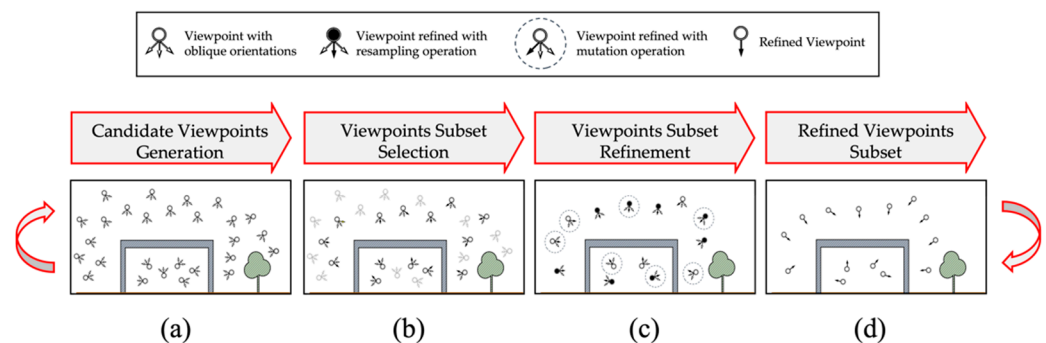 Viewpoint with
oblique orientations
Viewpoint refined with
resampling operation
Viewpoint refined with
mutation operation
Refined Viewpoint
Candidate Viewpoints
Generation
Viewpoints Subset
Selection
Viewpoints Subset
Refinement
Refined Viewpoints
Subset
(a)
(b)
(c)
(d)